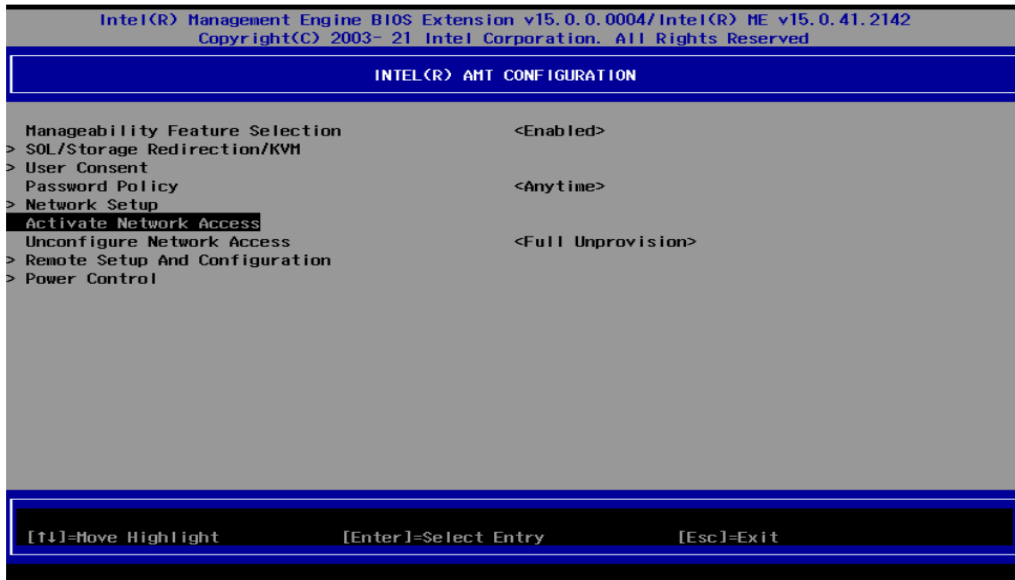 Intel(R) Management Engine BIOS Extension v15.0.0.0004/Intel(R) ME v15.0.41.2142
Copyright(C) 2003- 21 Intel Corporation. All Rights Reserved
INTEL(R) AMT CONFIGURATION
Manageability Feature Selection <Enabled>
> SOL/Storage Redirection/KVM
> User Consent
Password Policy <Anytime>
> Network Setup
Activate Network Access
Unconfigure Network Access <Full Unprovision>
> Remote Setup And Configuration
> Power Control
[↑↓]=Move Highlight [Enter]=Select Entry [Esc]=Exit